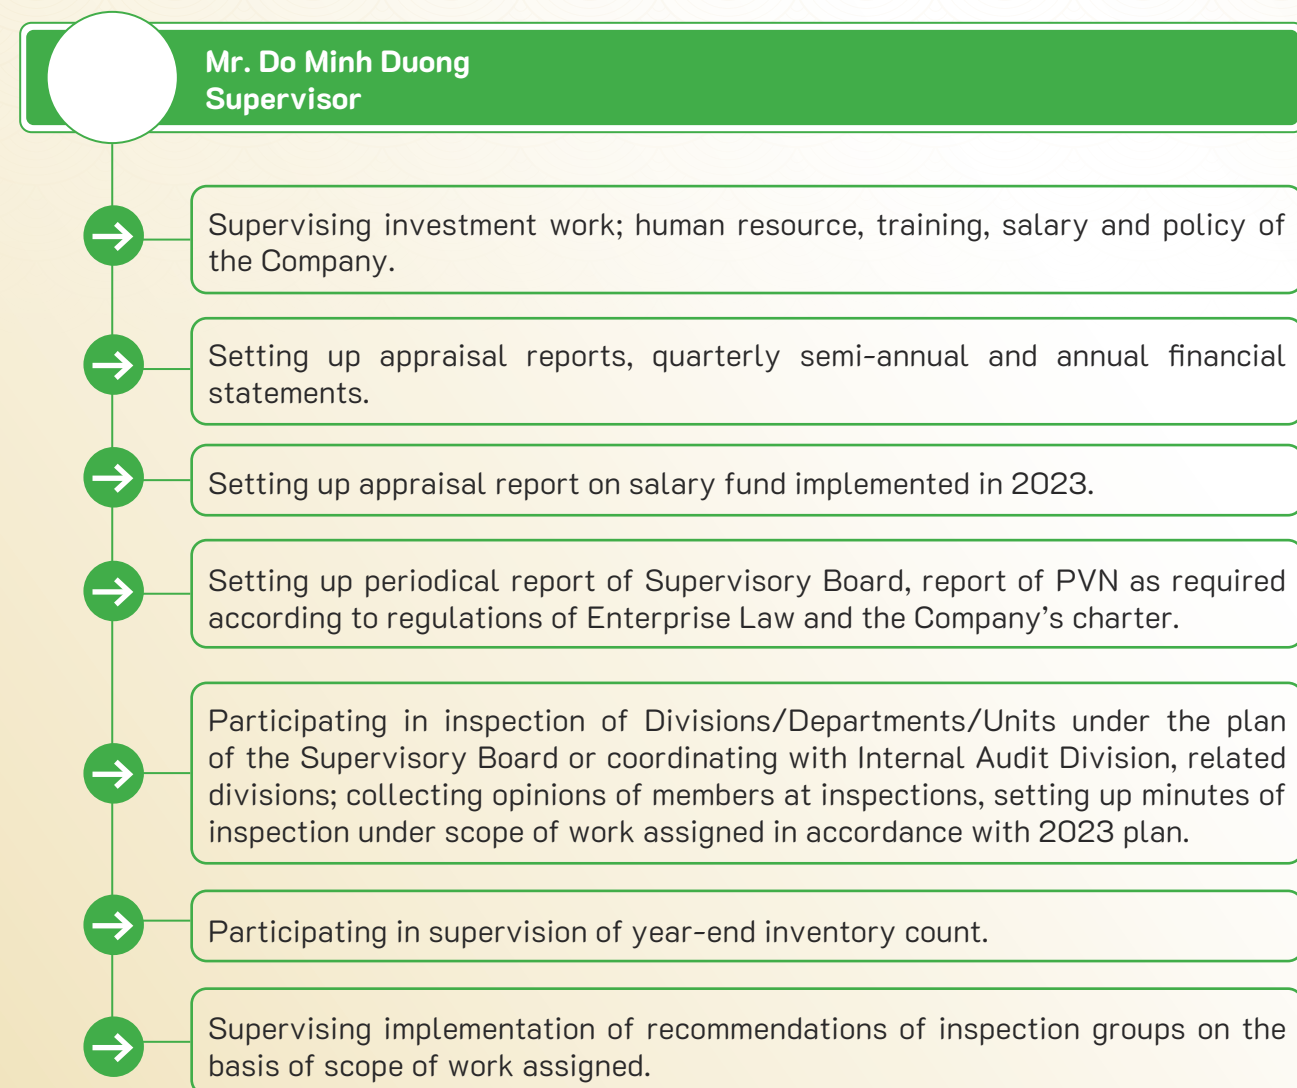 Mr. Do Minh Duong
Supervisor
Supervising investment work; human resource, training, salary and policy of
the Company.
Setting up appraisal reports, quarterly semi-annual and annual financial
statements.
Setting up appraisal report on salary fund implemented in 2023.
Setting up periodical report of Supervisory Board, report of PVN as required
according to regulations of Enterprise Law and the Company's charter.
Participating in inspection of Divisions/Departments/Units under the plan
of the Supervisory Board or coordinating with Internal Audit Division, related
divisions; collecting opinions of members at inspections, setting up minutes of
inspection under scope of work assigned in accordance with 2023 plan.
Participating in supervision of year-end inventory count.
Supervising implementation of recommendations of inspection groups on the
basis of scope of work assigned.